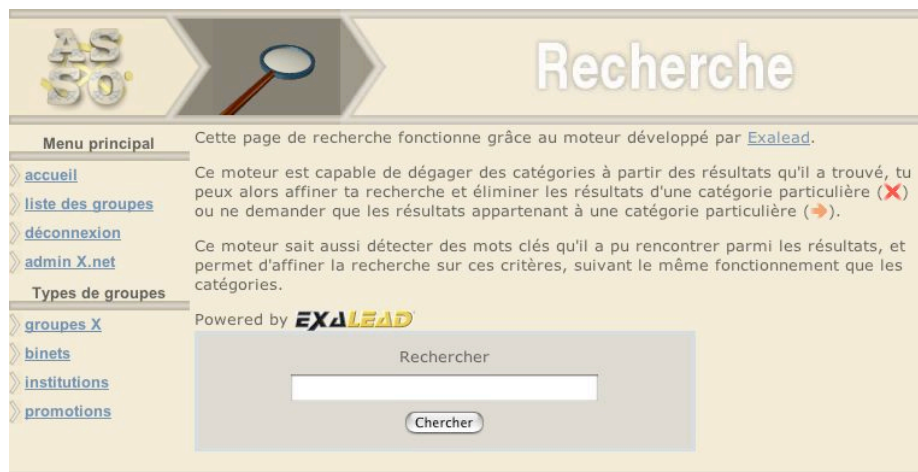 AS
SO
Recherche
Menu principal
accueil
liste des groupes
déconnexion
admin X.net
Types de groupes
groupes X
binets
institutions
promotions
Cette page de recherche fonctionne grâce au moteur développé par Exalead.
Ce moteur est capable de dégager des catégories à partir des résultats qu'il a trouvé, tu
peux alors affiner ta recherche et éliminer les résultats d'une catégorie particulière (❌)
ou ne demander que les résultats appartenant à une catégorie particulière (➔).
Ce moteur sait aussi détecter des mots clés qu'il a pu rencontrer parmi les résultats, et
permet d'affiner la recherche sur ces critères, suivant le même fonctionnement que les
catégories.
Powered by EXALEAD
Rechercher
Chercher